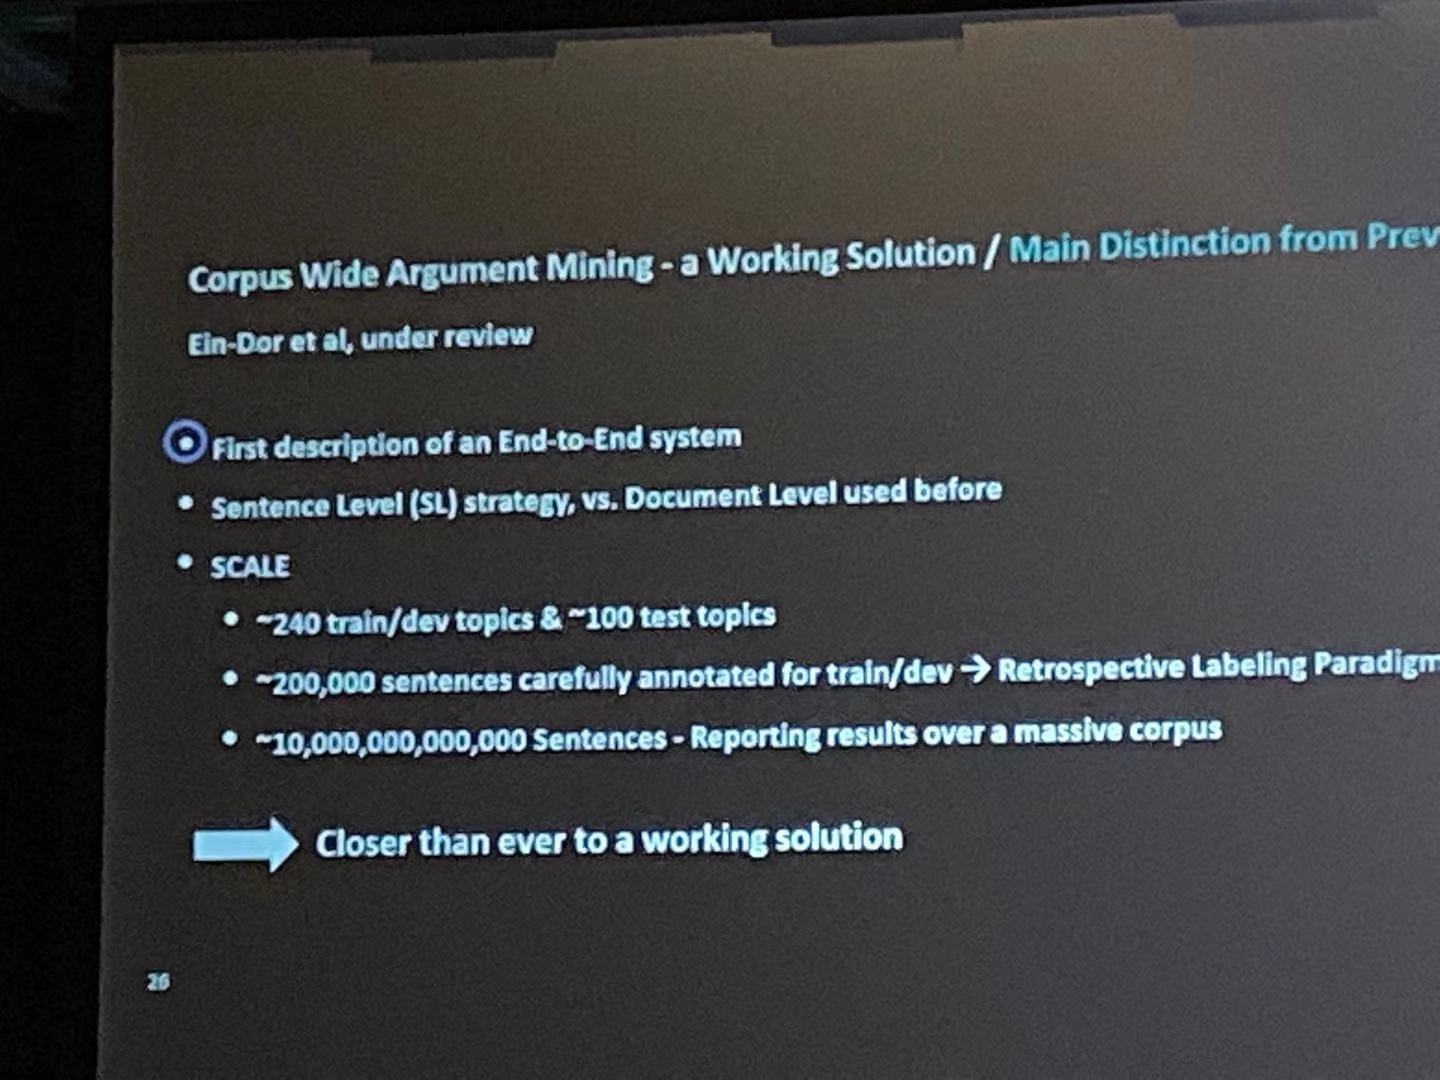 Corpus Wide Argument Mining - a Working Solution / Main Distinction from Prev
Ein-Dor et al, under review
• First description of an End-to-End system
• Sentence Level (SL) strategy, vs. Document Level used before
• SCALE
• ~240 train/dev topics & ~100 test topics
• ~200,000 sentences carefully annotated for train/dev → Retrospective Labeling Paradigm
• ~10,000,000,000,000 Sentences - Reporting results over a massive corpus
Closer than ever to a working solution
26